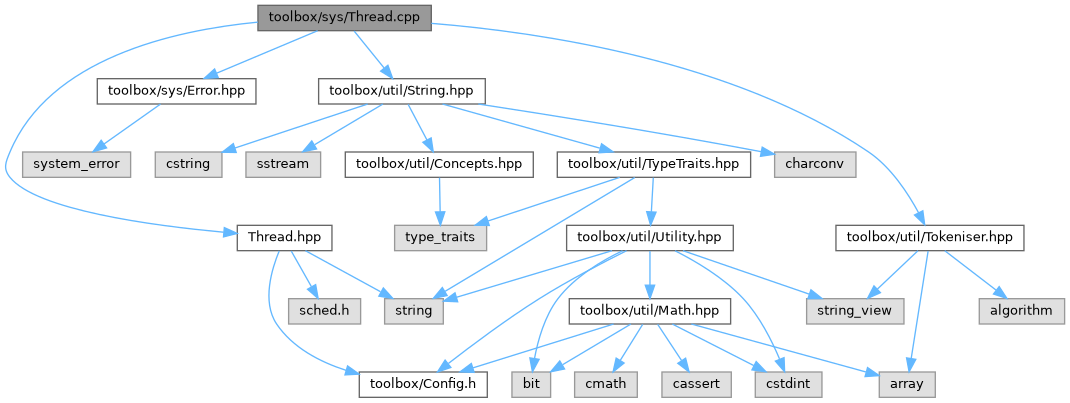 toolbox/sys/Thread.cpp
toolbox/sys/Error.hpp
toolbox/util/String.hpp
system_error
cstring
sstream
toolbox/util/Concepts.hpp
toolbox/util/TypeTraits.hpp
charconv
Thread.hpp
type_traits
toolbox/util/Utility.hpp
toolbox/util/Tokeniser.hpp
sched.h
string
toolbox/util/Math.hpp
string_view
algorithm
toolbox/Config.h
bit
cmath
cassert
cstdint
array